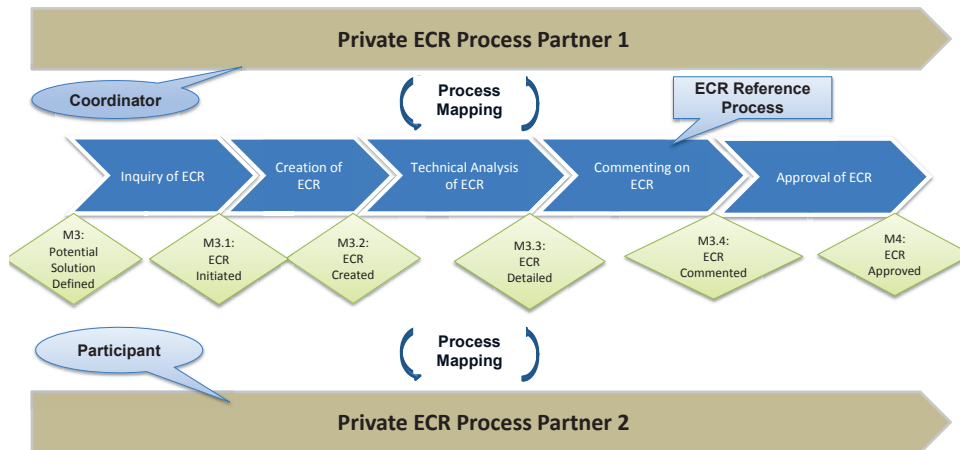 Private ECR Process Partner 1
Coordinator
Process
Mapping
ECR Reference
Process
Inquiry of ECR
Creation of
ECR
Technical Analysis
of ECR
Commenting on
ECR
Approval of ECR
M3:
Potential
Solution
Defined
M3.1:
ECR
Initiated
M3.2:
ECR
Created
M3.3:
ECR
Detailed
M3.4:
ECR
Commented
M4:
ECR
Approved
Process
Mapping
Participant
Private ECR Process Partner 2